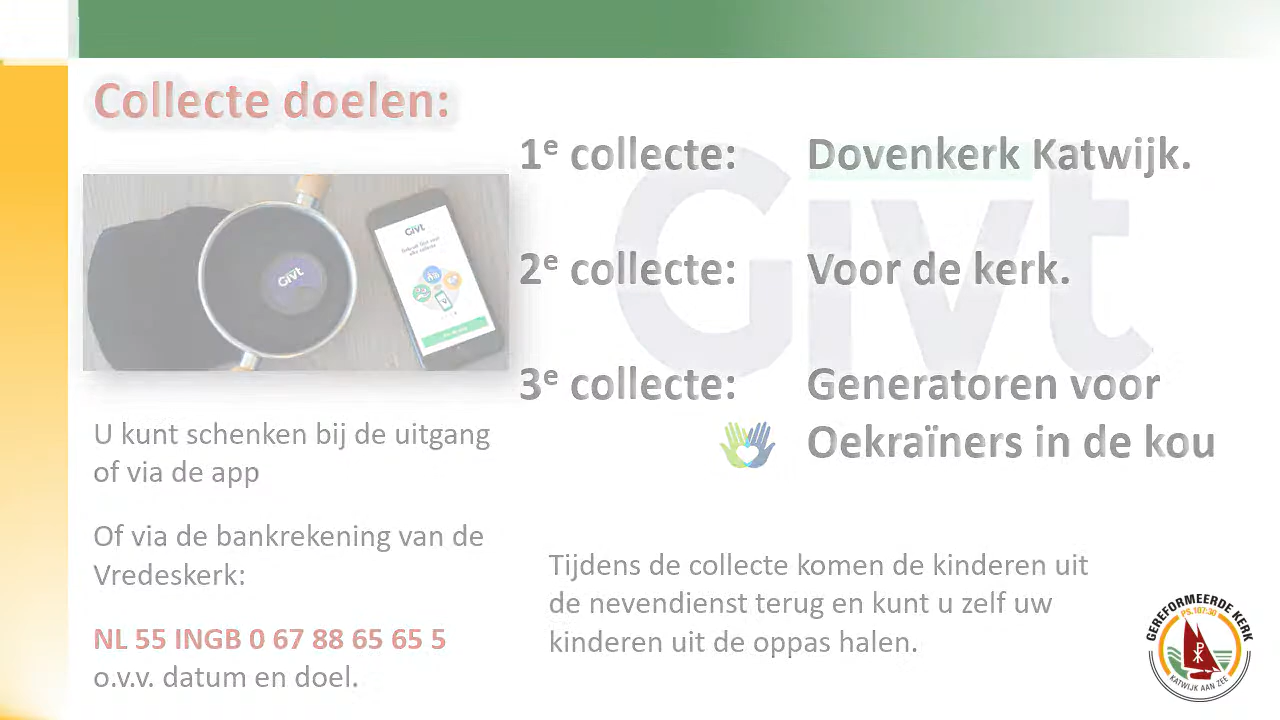 Collecte doelen:
1e collecte: Dovenkerk Katwijk.
2e collecte: Voor de kerk.
3e collecte: Generatoren voor
Oekraïners in de kou
Givt
Givt
Givt
U kunt schenken bij de uitgang
of via de app
Of via de bankrekening van de
Vredeskerk:
NL 55 INGB 0 67 88 65 65 5
o.v.v. datum en doel.
Tijdens de collecte komen de kinderen uit
de nevendienst terug en kunt u zelf uw
kinderen uit de oppas halen.
GEREFORMEERDE KERK
PS.107:30
KATWIJK AAN ZEE